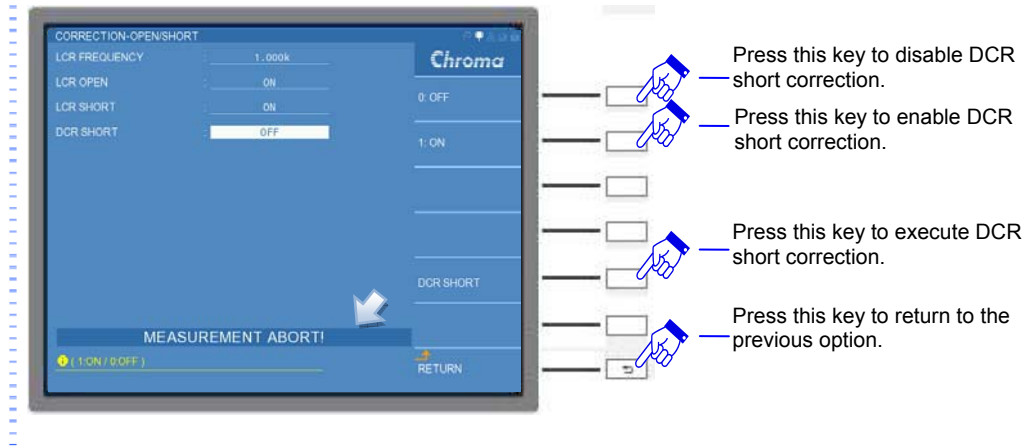 CORRECTION-OPEN/SHORT
LCR FREQUENCY : 1.000k
LCR OPEN : ON
LCR SHORT : ON
DCR SHORT : OFF
Chroma
0: OFF
1: ON
DCR SHORT
RETURN
MEASUREMENT ABORT!
( 1:ON / 0:OFF )
Press this key to disable DCR
short correction.
Press this key to enable DCR
short correction.
Press this key to execute DCR
short correction.
Press this key to return to the
previous option.